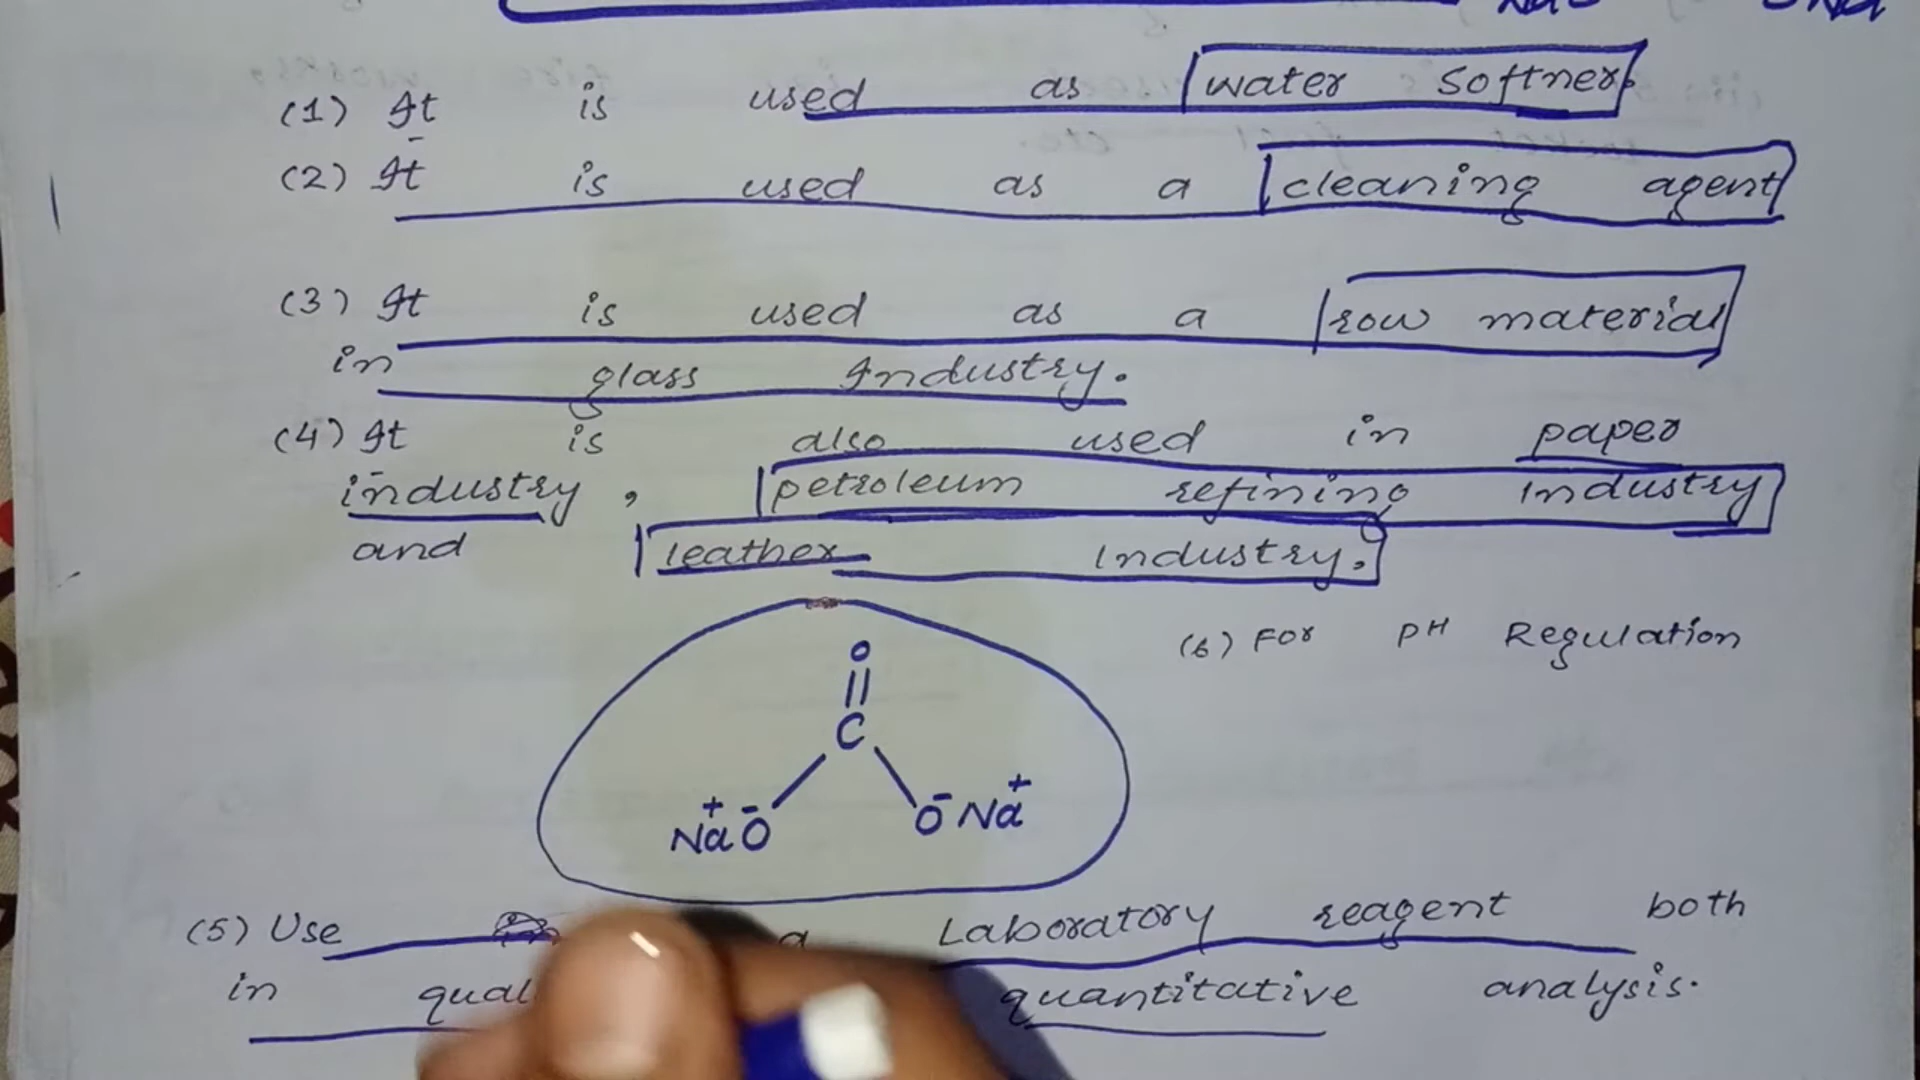 (1) It is used as water softner.
(2) It is used as a cleaning agent
(3) It is used as a row material
in glass Industry.
(4) It is also used in paper
industry, petroleum refining Industry
and leather Industry.
(6) For PH Regulation
O
C
Na+ O- O- Na+
(5) Use a Laboratory reagent both
in quantitative analysis.